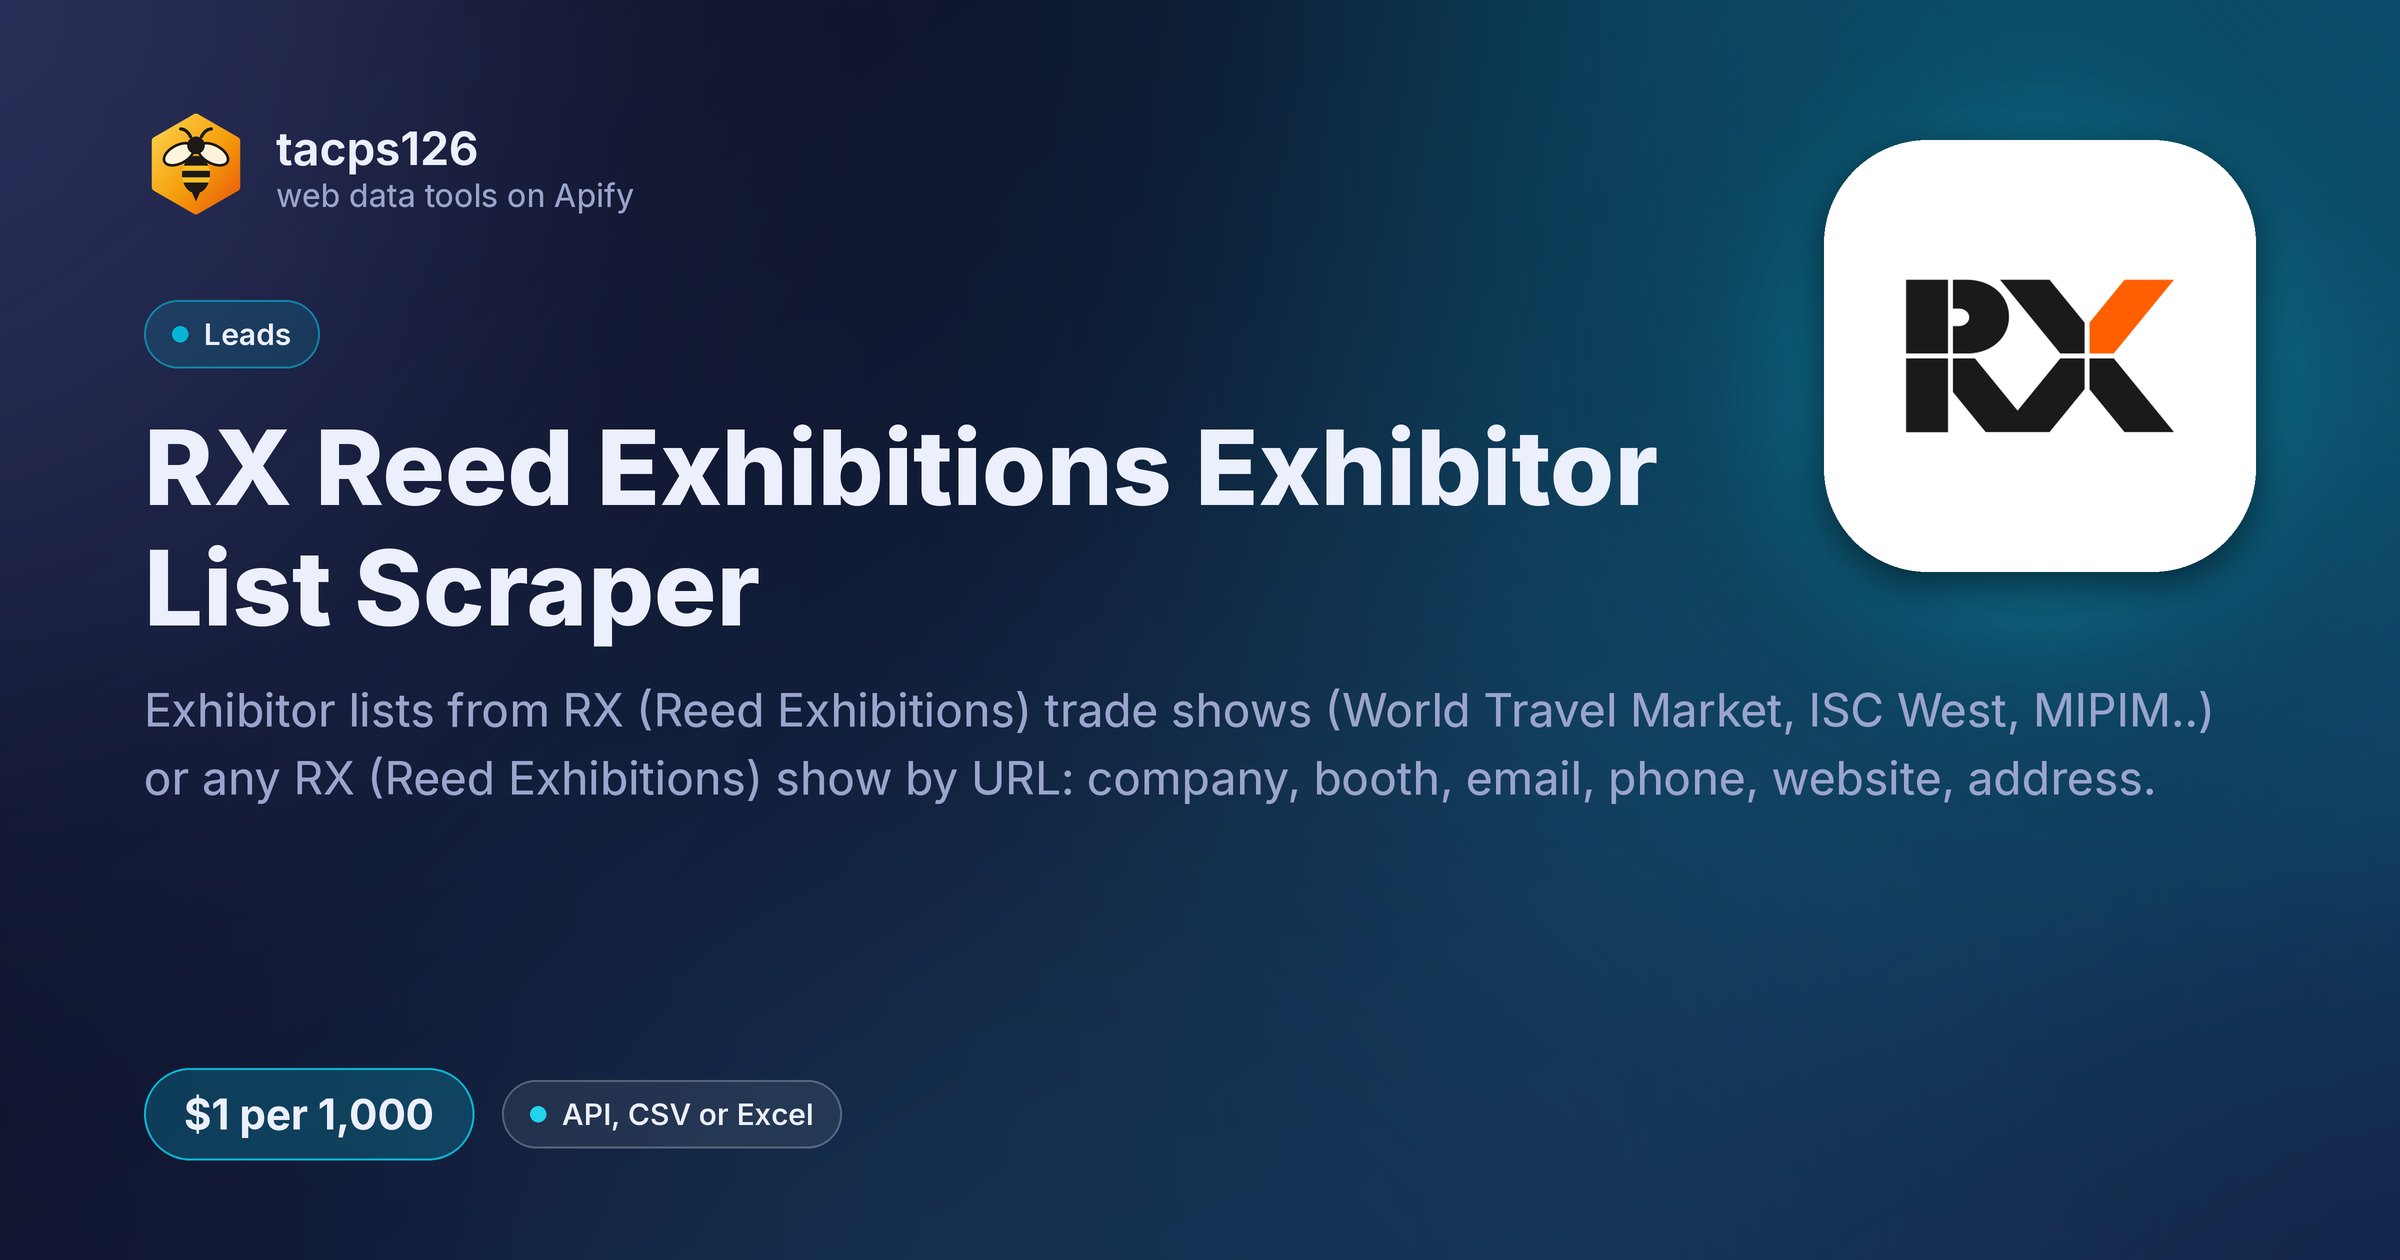 tacps126
web data tools on Apify
RX
Leads
RX Reed Exhibitions Exhibitor
List Scraper
Exhibitor lists from RX (Reed Exhibitions) trade shows (World Travel Market, ISC West, MIPIM..)
or any RX (Reed Exhibitions) show by URL: company, booth, email, phone, website, address.
$1 per 1,000
API, CSV or Excel